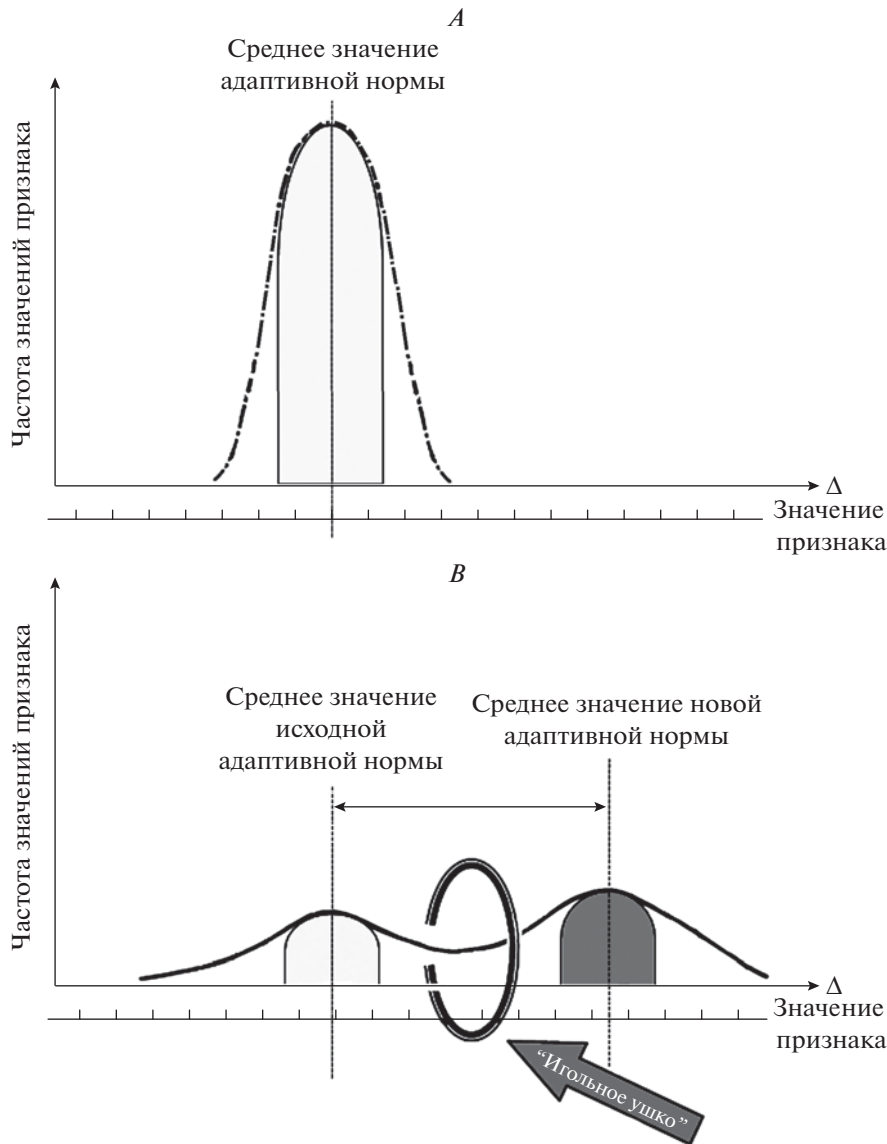 A
Среднее значение
адаптивной нормы
Частота значений признака
Δ
Значение
признака
B
Частота значений признака
Среднее значение
исходной
адаптивной нормы
Среднее значение новой
адаптивной нормы
Δ
Значение
признака
“Игольное ушко”